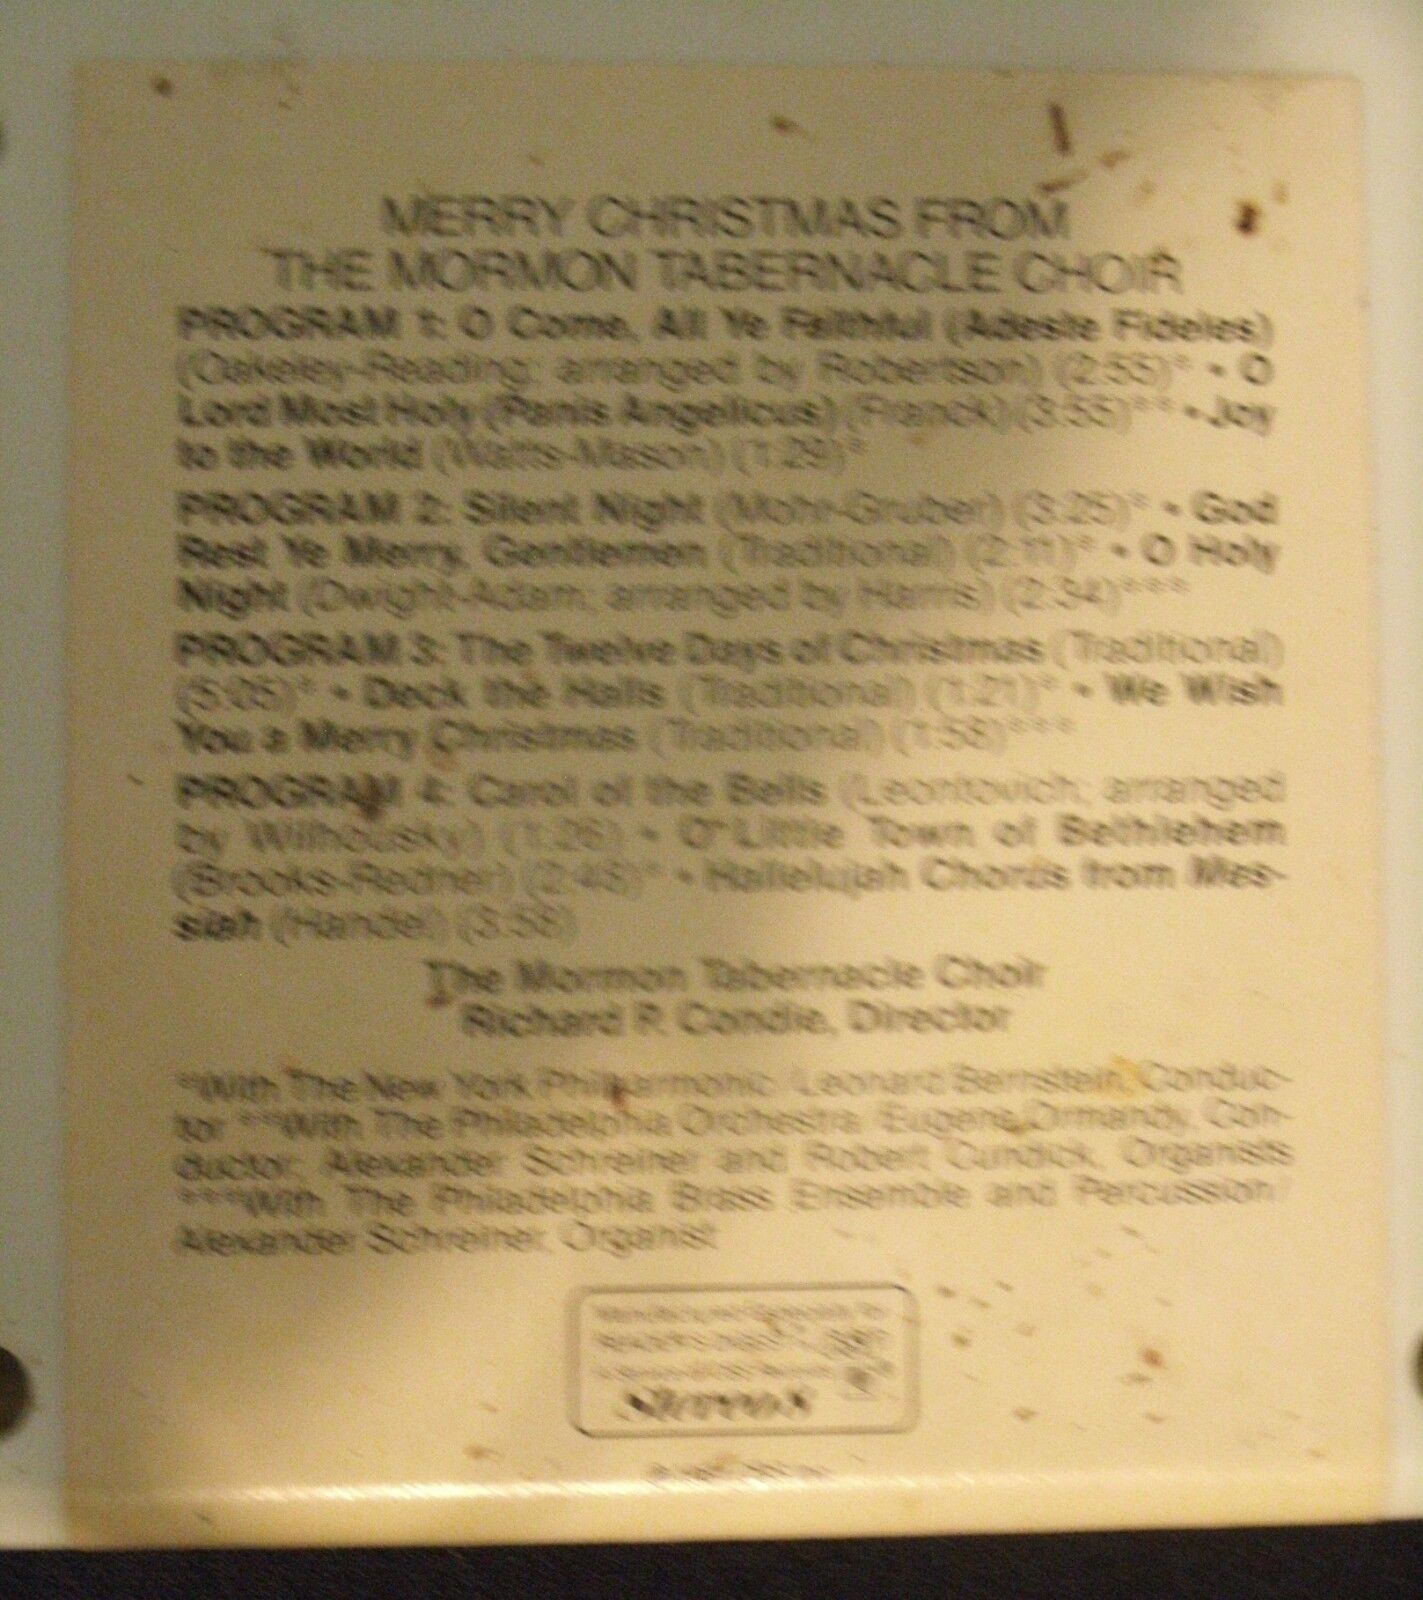 MERRY CHRISTMAS FROM
THE MORMON TABERNACLE CHOIR
PROGRAM 1: O Come, All Ye Faithful (Adeste Fideles)
(Oakeley-Reading; arranged by Robertson) (2:55)* • O
Lord Most Holy (Panis Angelicus) (Franck) (3:55)** • Joy
to the World (Watts-Mason) (1:29)*
PROGRAM 2: Silent Night (Mohr-Gruber) (3:25)* • God
Rest Ye Merry, Gentlemen (Traditional) (2:11)* • O Holy
Night (Dwight-Adam; arranged by Harris) (2:34)***
PROGRAM 3: The Twelve Days of Christmas (Traditional)
(5:05)* • Deck the Halls (Traditional) (1:21)* • We Wish
You a Merry Christmas (Traditional) (1:58)***
PROGRAM 4: Carol of the Bells (Leontovich; arranged
by Wilhousky) (1:26) • O Little Town of Bethlehem
(Brooks-Redner) (2:48)* • Hallelujah Chorus from Mes-
siah (Handel) (3:58)
The Mormon Tabernacle Choir
Richard P. Condie, Director
*With The New York Philharmonic, Leonard Bernstein, Conduc-
tor **With The Philadelphia Orchestra, Eugene Ormandy, Con-
ductor; Alexander Schreiner and Robert Cundick, Organists
***With The Philadelphia Brass Ensemble and Percussion/
Alexander Schreiner, Organist